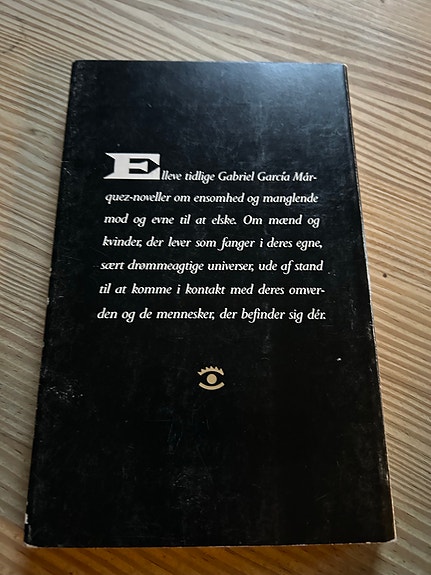 Elleve tidlige Gabriel García Már-
quez-noveller om ensomhed og manglende
mod og evne til at elske. Om mænd og
kvinder, der lever som fanger i deres egne,
sært drømmeagtige universer, ude af stand
til at komme i kontakt med deres omver-
den og de mennesker, der befinder sig dér.